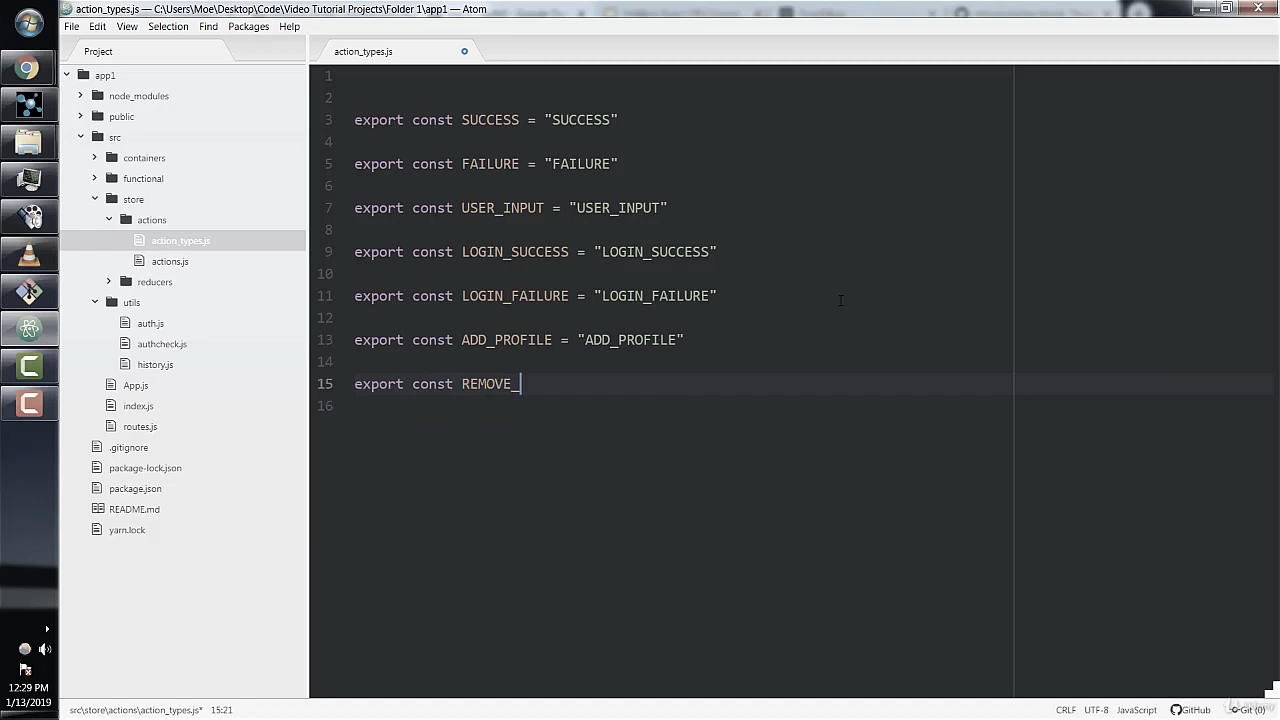 action_types.js — C:\Users\Moe\Desktop\Code\Video Tutorial Projects\Folder 1\app1 — Atom
File Edit View Selection Find Packages Help
Project
action_types.js
app1
node_modules
public
src
containers
functional
store
actions
action_types.js
actions.js
reducers
utils
auth.js
authcheck.js
history.js
App.js
index.js
routes.js
.gitignore
package-lock.json
package.json
README.md
yarn.lock
1
2
3 export const SUCCESS = "SUCCESS"
4
5 export const FAILURE = "FAILURE"
6
7 export const USER_INPUT = "USER_INPUT"
8
9 export const LOGIN_SUCCESS = "LOGIN_SUCCESS"
10
11 export const LOGIN_FAILURE = "LOGIN_FAILURE"
12
13 export const ADD_PROFILE = "ADD_PROFILE"
14
15 export const REMOVE_
16
12:29 PM
1/13/2019
src\store\actions\action_types.js* 15:21
CRLF UTF-8 JavaScript GitHub Git (0)